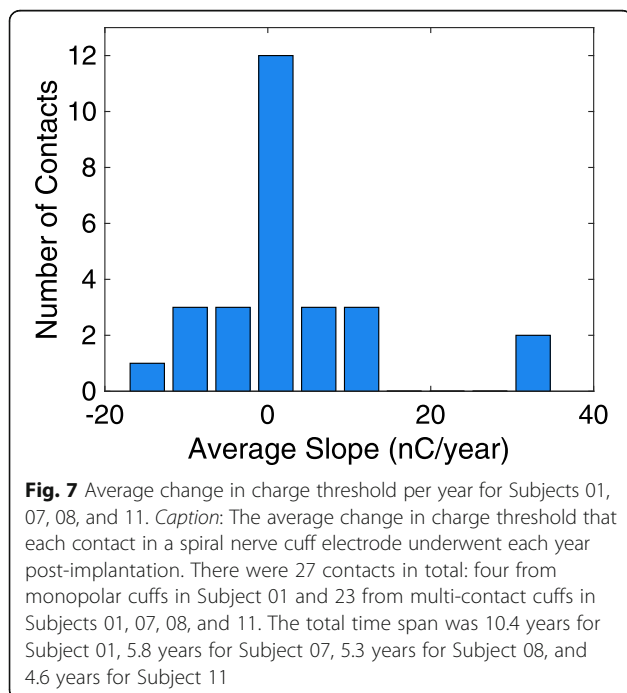 12
10
8
6
4
2
0
Number of Contacts
-20 0 20 40
Average Slope (nC/year)
Fig. 7 Average change in charge threshold per year for Subjects 01,
07, 08, and 11. Caption: The average change in charge threshold that
each contact in a spiral nerve cuff electrode underwent each year
post-implantation. There were 27 contacts in total: four from
monopolar cuffs in Subject 01 and 23 from multi-contact cuffs in
Subjects 01, 07, 08, and 11. The total time span was 10.4 years for
Subject 01, 5.8 years for Subject 07, 5.3 years for Subject 08, and
4.6 years for Subject 11